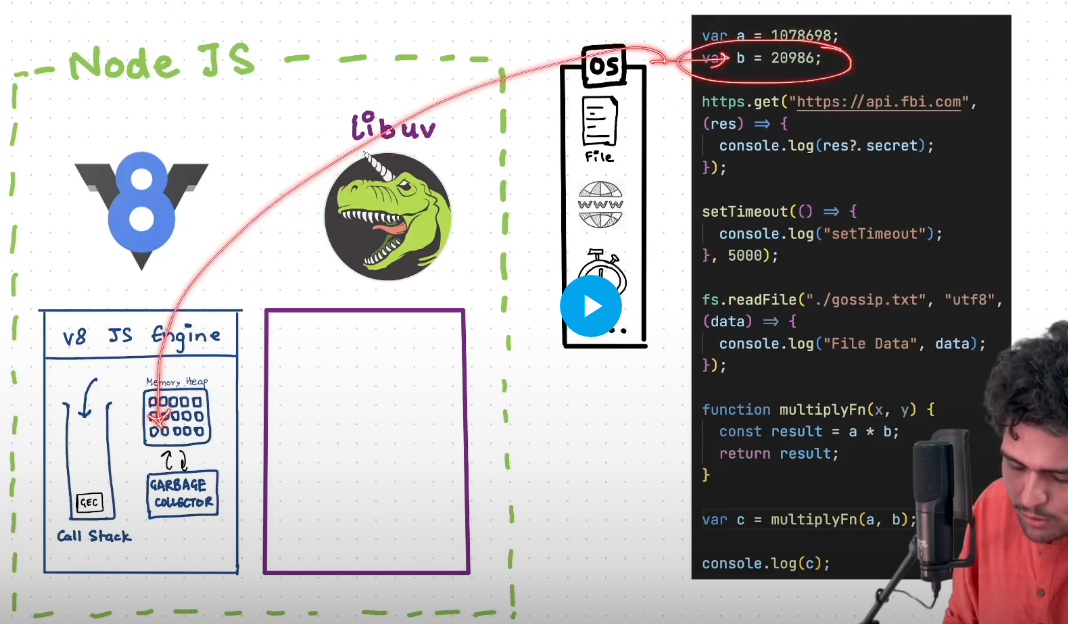 Node JS
libuv
OS
File
WWW
V8 JS Engine
Memory Heap
GARBAGE
COLLECTOR
GEC
Call Stack
var a = 1078698;
var b = 20986;
https.get("https://api.fbi.com",
(res) => {
console.log(res?.secret);
});
setTimeout(() => {
console.log("setTimeout");
}, 5000);
fs.readFile("./gossip.txt", "utf8",
(data) => {
console.log("File Data", data);
});
function multiplyFn(x, y) {
const result = a * b;
return result;
}
var c = multiplyFn(a, b);
console.log(c);